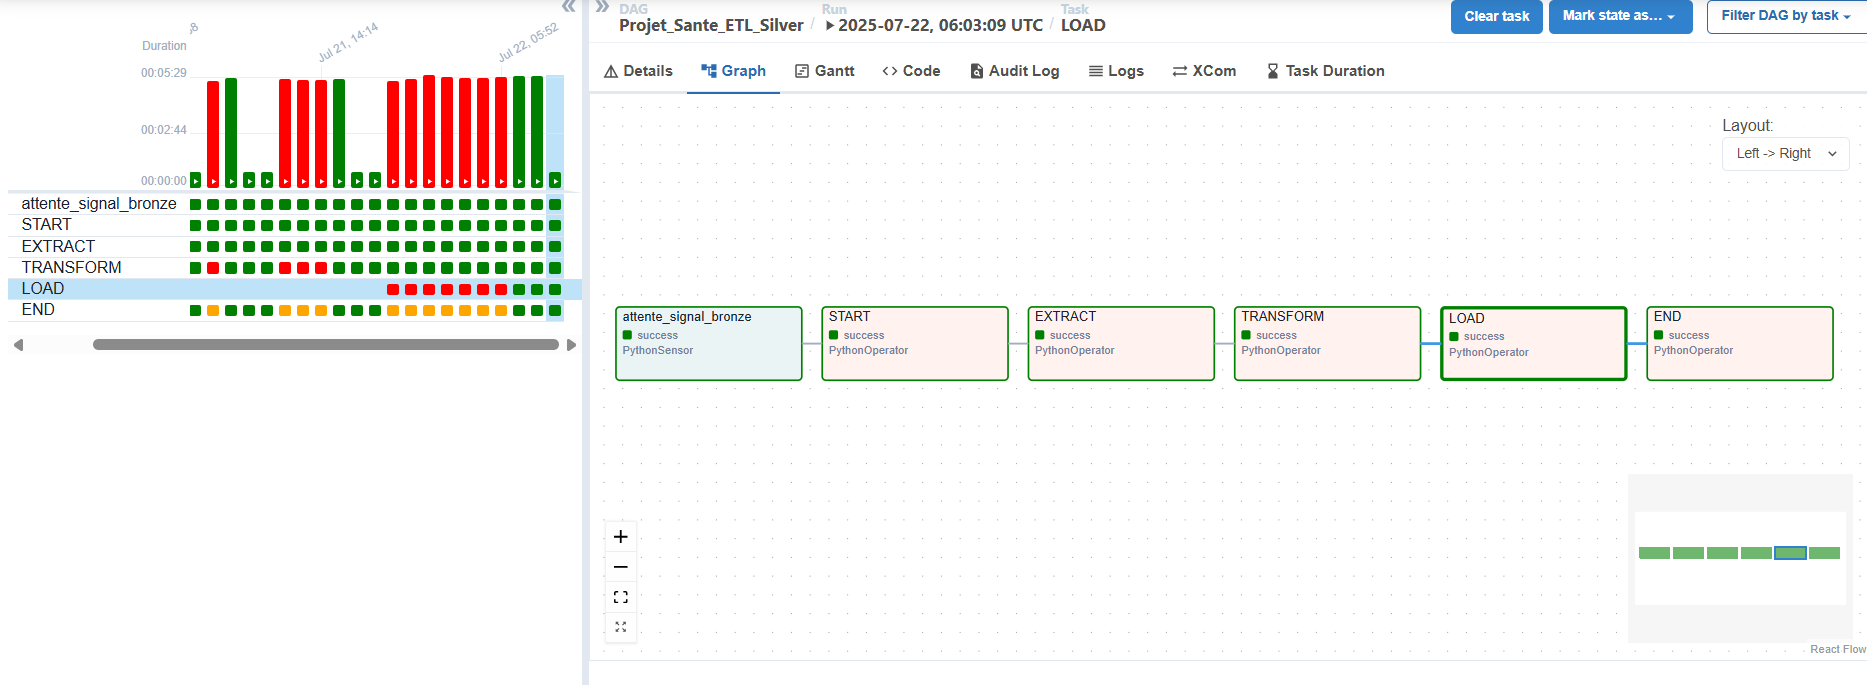 DAG
Run
Task
Projet_Sante_ETL_Silver / 2025-07-22, 06:03:09 UTC / LOAD
Clear task
Mark state as…
Filter DAG by task
Details
Graph
Gantt
Code
Audit Log
Logs
XCom
Task Duration
Jul 21, 14:14
Jul 22, 05:52
Duration
00:05:29
00:02:44
00:00:00
attente_signal_bronze
START
EXTRACT
TRANSFORM
LOAD
END
Layout:
Left -> Right
attente_signal_bronze
success
PythonSensor
START
success
PythonOperator
EXTRACT
success
PythonOperator
TRANSFORM
success
PythonOperator
LOAD
success
PythonOperator
END
success
PythonOperator
React Flow